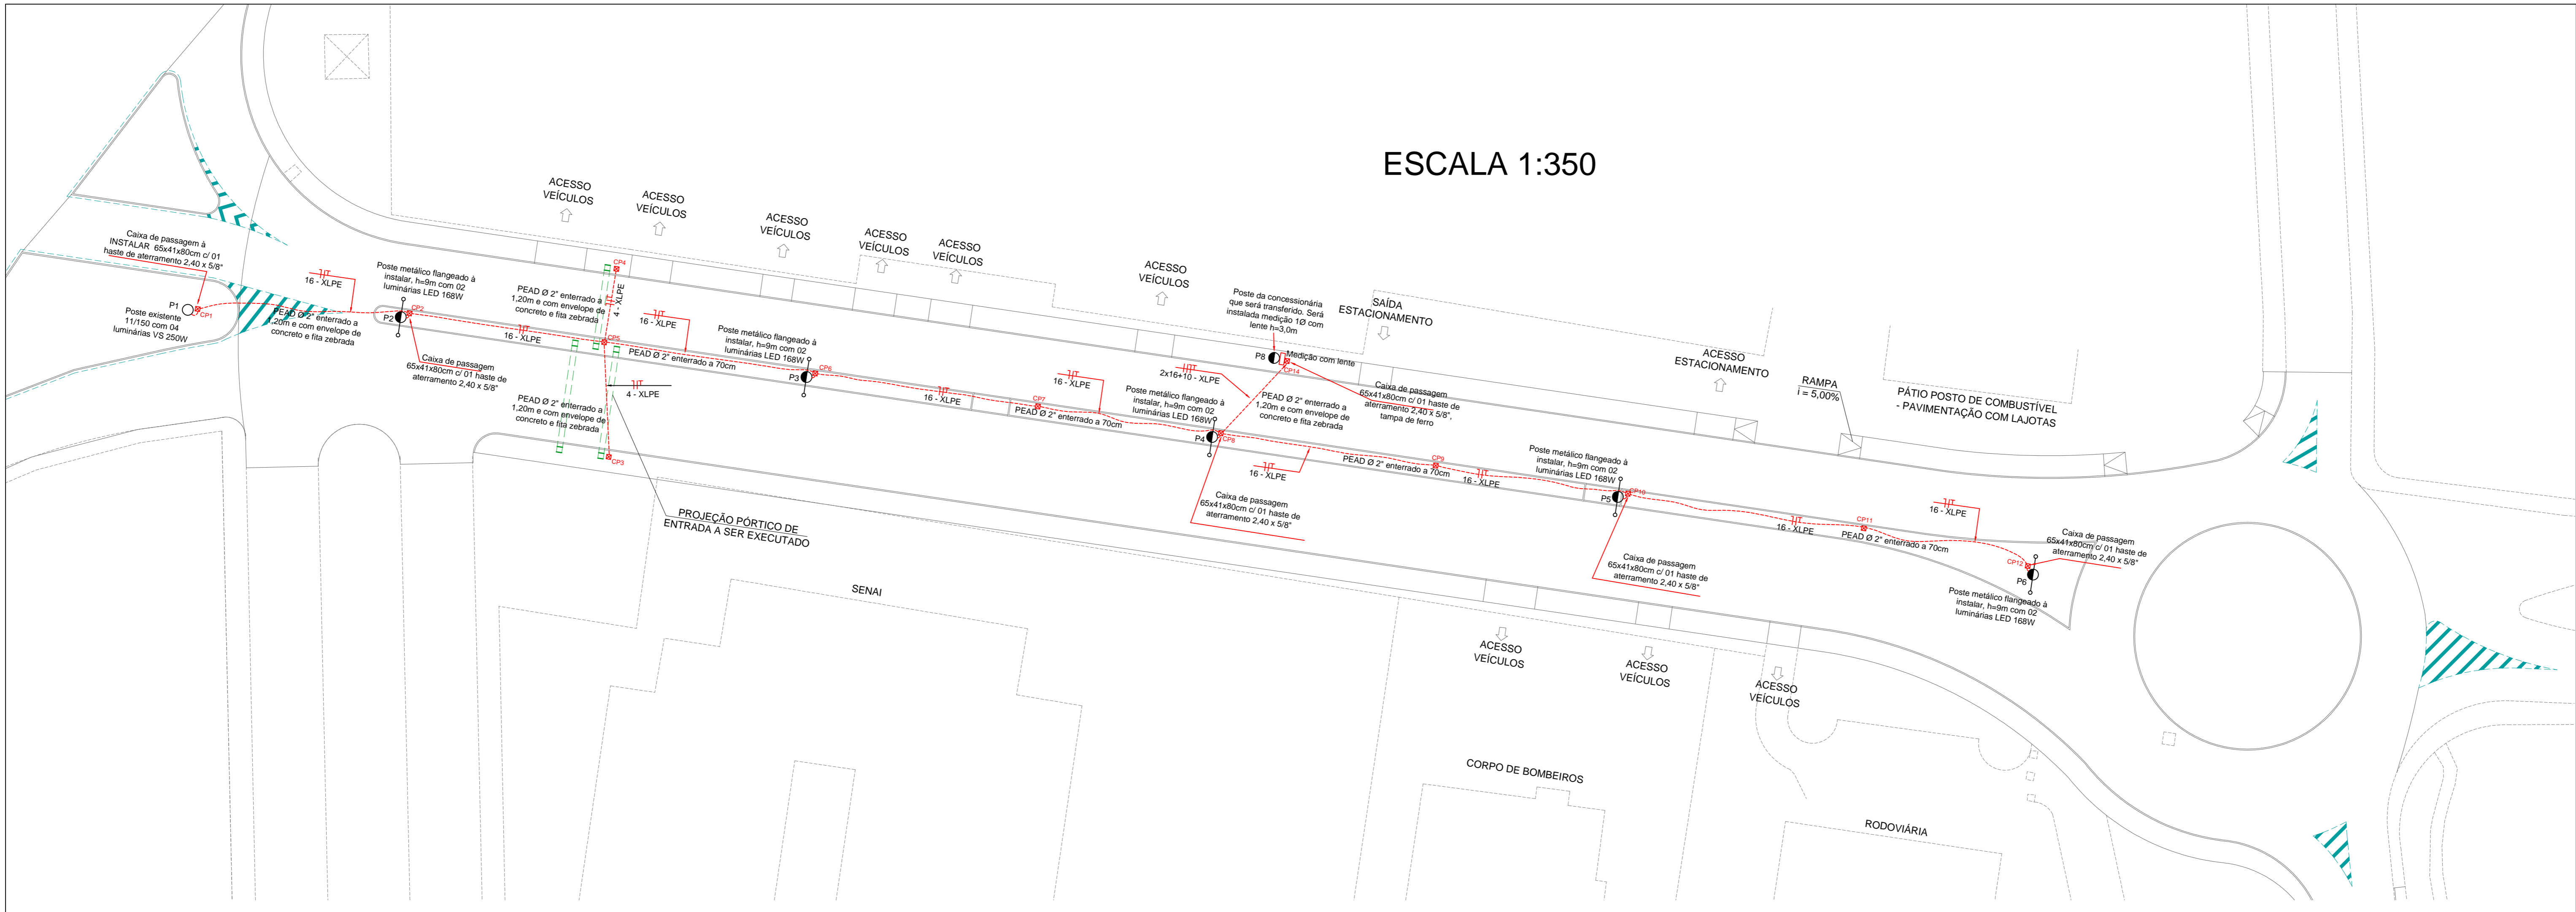 ESCALA 1:350
ACESSO
VEÍCULOS
ACESSO
VEÍCULOS
ACESSO
VEÍCULOS
ACESSO
VEÍCULOS
ACESSO
VEÍCULOS
ACESSO
VEÍCULOS
SAÍDA
ESTACIONAMENTO
ACESSO
ESTACIONAMENTO
RAMPA
i = 5,00%
PÁTIO POSTO DE COMBUSTÍVEL
- PAVIMENTAÇÃO COM LAJOTAS
Caixa de passagem à
INSTALAR 65x41x80cm c/ 01
haste de aterramento 2,40 x 5/8"
P1
CP1
Poste existente
11/150 com 04
luminárias VS 250W
16 - XLPE
PEAD Ø 2" enterrado a
1,20m e com envelope de
concreto e fita zebrada
Poste metálico flangeado à
instalar, h=9m com 02
luminárias LED 168W
P2
CP2
Caixa de passagem
65x41x80cm c/ 01 haste de
aterramento 2,40 x 5/8"
16 - XLPE
PEAD Ø 2" enterrado a
1,20m e com envelope de
concreto e fita zebrada
CP4
4 - XLPE
CP5
16 - XLPE
PEAD Ø 2" enterrado a 70cm
4 - XLPE
PEAD Ø 2" enterrado a
1,20m e com envelope de
concreto e fita zebrada
CP3
PROJEÇÃO PÓRTICO DE
ENTRADA A SER EXECUTADO
Poste metálico flangeado à
instalar, h=9m com 02
luminárias LED 168W
P3
CP6
16 - XLPE
CP7
PEAD Ø 2" enterrado a 70cm
16 - XLPE
Poste metálico flangeado à
instalar, h=9m com 02
luminárias LED 168W
P4
CP8
2x16+10 - XLPE
Poste da concessionária
que será transferido. Será
instalada medição 1Ø com
lente h=3,0m
P8
Medição com lente
CP14
PEAD Ø 2" enterrado a
1,20m e com envelope de
concreto e fita zebrada
Caixa de passagem
65x41x80cm c/ 01 haste de
aterramento 2,40 x 5/8",
tampa de ferro
16 - XLPE
Caixa de passagem
65x41x80cm c/ 01 haste de
aterramento 2,40 x 5/8"
PEAD Ø 2" enterrado a 70cm
CP9
16 - XLPE
Poste metálico flangeado à
instalar, h=9m com 02
luminárias LED 168W
P5
CP10
Caixa de passagem
65x41x80cm c/ 01 haste de
aterramento 2,40 x 5/8"
16 - XLPE
CP11
PEAD Ø 2" enterrado a 70cm
16 - XLPE
Caixa de passagem
65x41x80cm c/ 01 haste de
aterramento 2,40 x 5/8"
CP12
P6
Poste metálico flangeado à
instalar, h=9m com 02
luminárias LED 168W
SENAI
ACESSO
VEÍCULOS
ACESSO
VEÍCULOS
ACESSO
VEÍCULOS
CORPO DE BOMBEIROS
RODOVIÁRIA